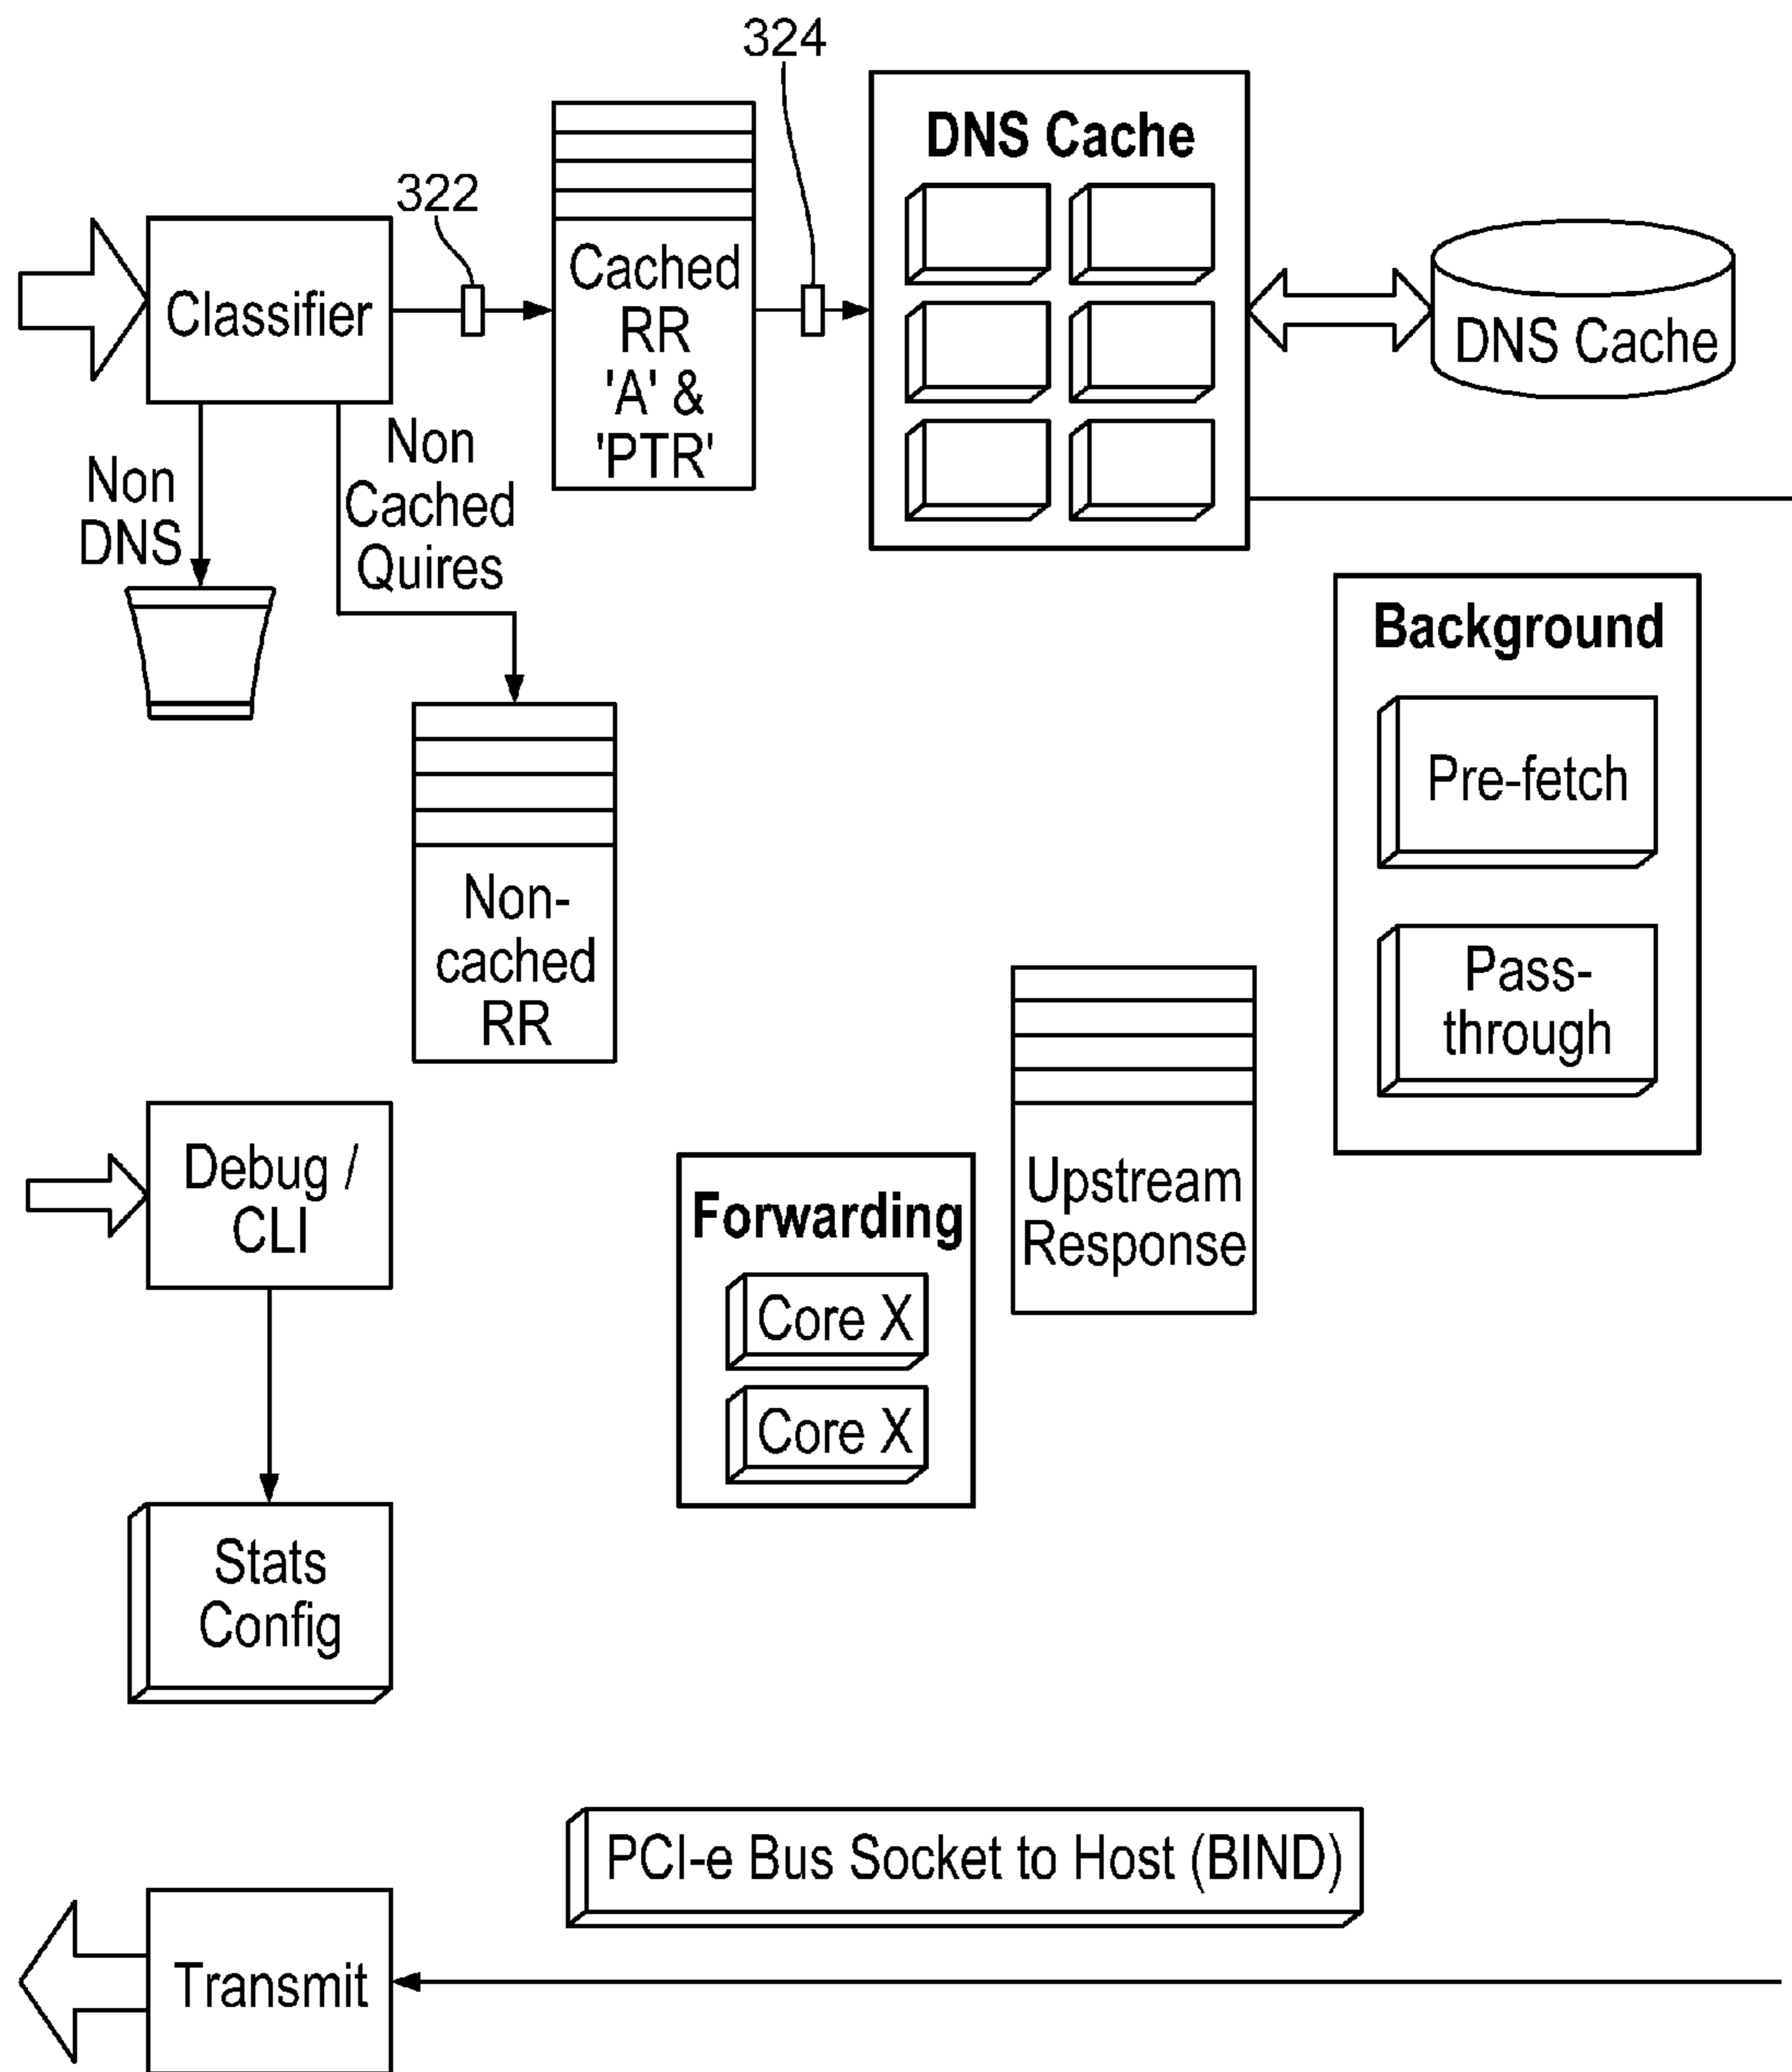 324
322
DNS Cache
Classifier
Cached
RR
'A' &
'PTR'
DNS Cache
Non
DNS
Non
Cached
Quires
Background
Pre-fetch
Pass-
through
Non-
cached
RR
Debug /
CLI
Forwarding
Core X
Core X
Upstream
Response
Stats
Config
PCI-e Bus Socket to Host (BIND)
Transmit